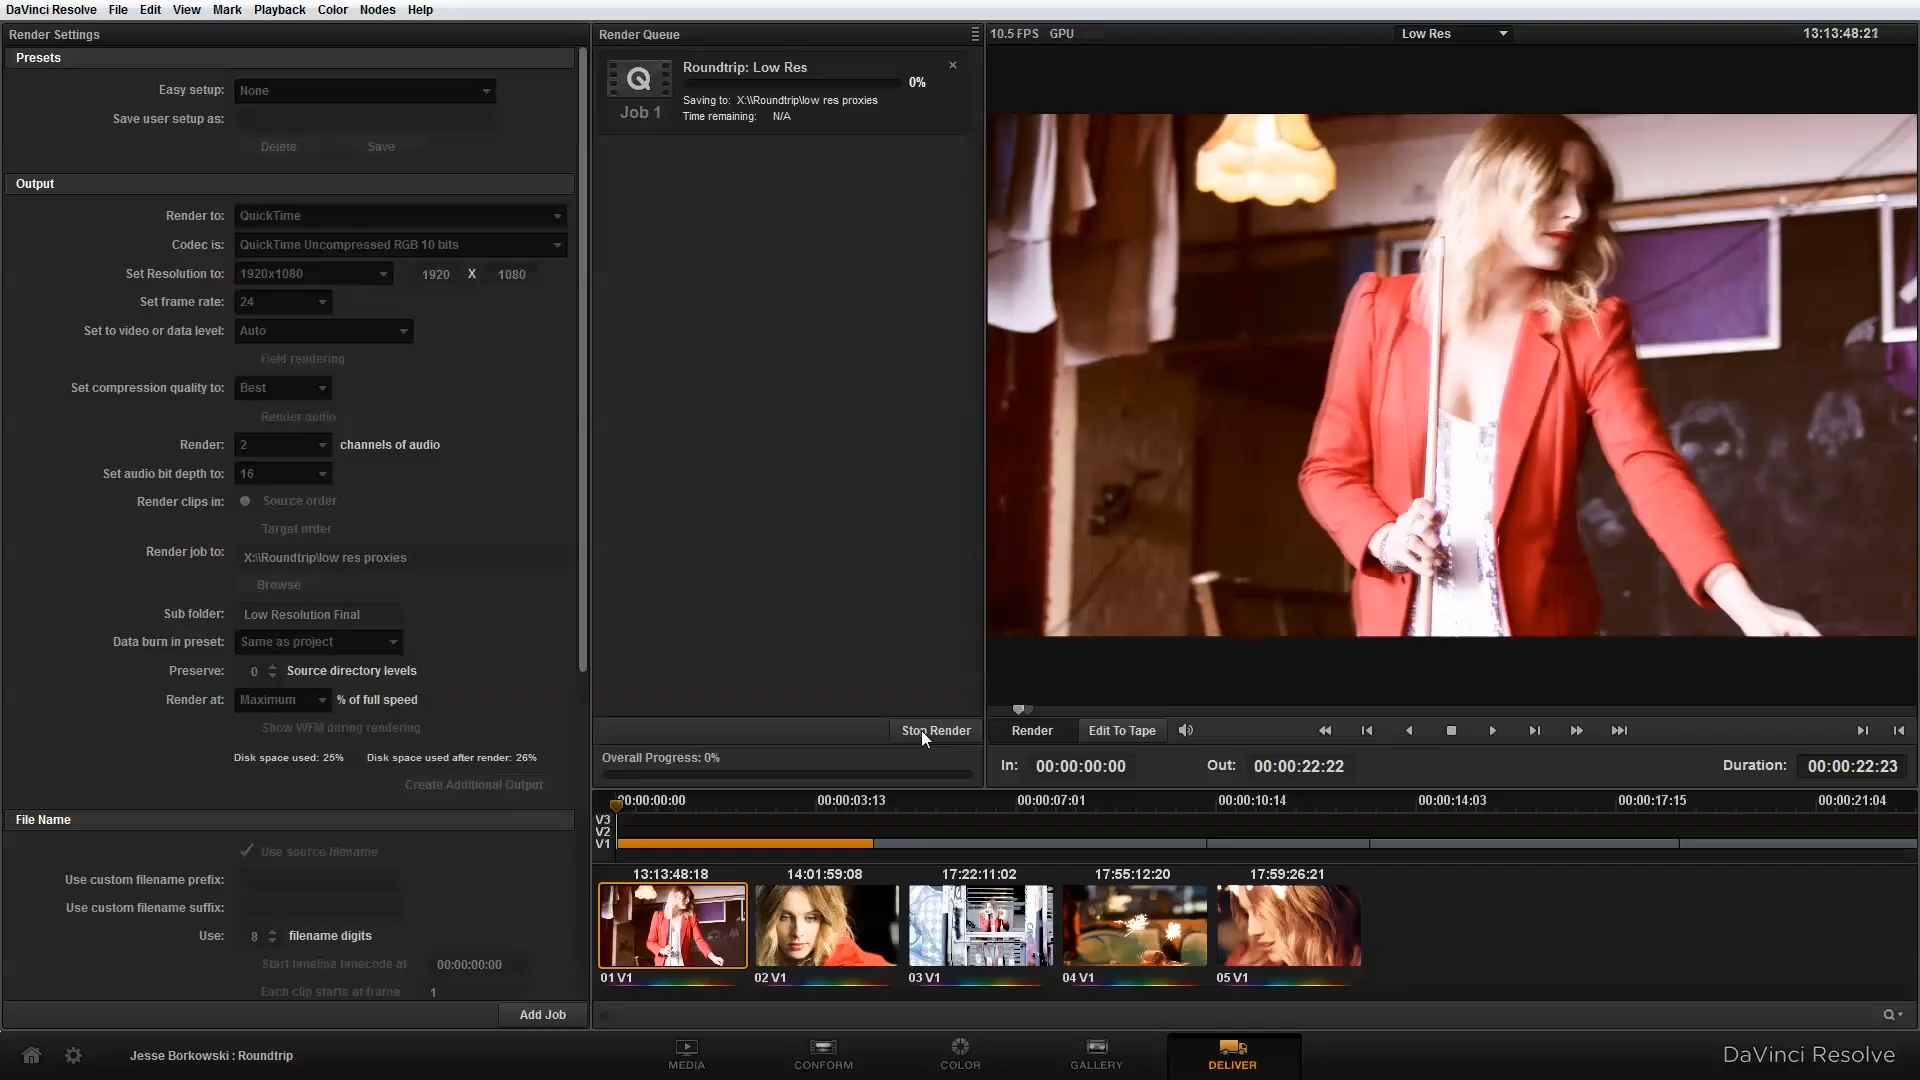 DaVinci Resolve File Edit View Mark Playback Color Nodes Help
Render Settings
Presets
Easy setup: None
Save user setup as:
Delete Save
Output
Render to: QuickTime
Codec is: QuickTime Uncompressed RGB 10 bits
Set Resolution to: 1920x1080 1920 X 1080
Set frame rate: 24
Set to video or data level: Auto
Field rendering
Set compression quality to: Best
Render audio
Render: 2 channels of audio
Set audio bit depth to: 16
Render clips in: Source order
Target order
Render job to: X:\\Roundtrip\low res proxies
Browse
Sub folder: Low Resolution Final
Data burn in preset: Same as project
Preserve: 0 Source directory levels
Render at: Maximum % of full speed
Show WFM during rendering
Disk space used: 25% Disk space used after render: 26%
Create Additional Output
File Name
Use source filename
Use custom filename prefix:
Use custom filename suffix:
Use: 8 filename digits
Start timeline timecode at 00:00:00:00
Each clip starts at frame 1
Add Job
Render Queue
Roundtrip: Low Res
0%
Saving to: X:\\Roundtrip\low res proxies
Job 1
Time remaining: N/A
Stop Render
Overall Progress: 0%
10.5 FPS GPU Low Res 13:13:48:21
Render Edit To Tape
In: 00:00:00:00 Out: 00:00:22:22 Duration: 00:00:22:23
00:00:00:00 00:00:03:13 00:00:07:01 00:00:10:14 00:00:14:03 00:00:17:15 00:00:21:04
V3
V2
V1
13:13:48:18 14:01:59:08 17:22:11:02 17:55:12:20 17:59:26:21
01 V1 02 V1 03 V1 04 V1 05 V1
Jesse Borkowski : Roundtrip
MEDIA CONFORM COLOR GALLERY DELIVER
DaVinci Resolve